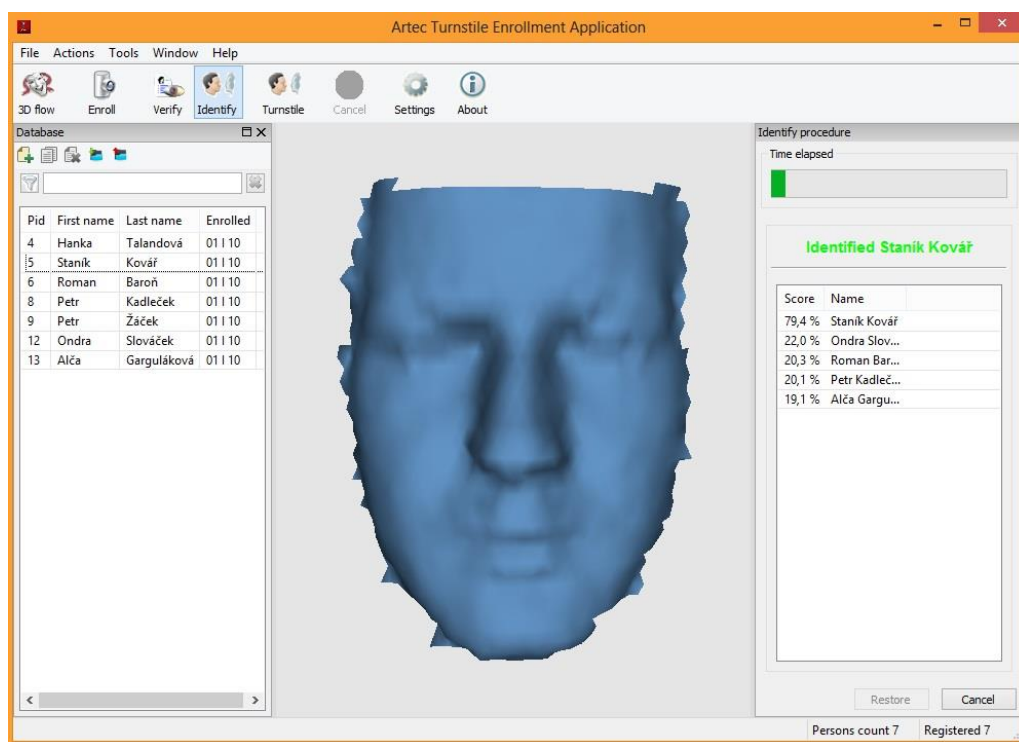 Artec Turnstile Enrollment Application
File Actions Tools Window Help
3D flow Enroll Verify Identify Turnstile Cancel Settings About
Database
Identify procedure
Time elapsed
Pid First name Last name Enrolled
4 Hanka Talandová 01 I 10
5 Staník Kovář 01 I 10
6 Roman Baroň 01 I 10
8 Petr Kadleček 01 I 10
9 Petr Žáček 01 I 10
12 Ondra Slováček 01 I 10
13 Alča Garguláková 01 I 10
Identified Staník Kovář
Score Name
79,4 % Staník Kovář
22,0 % Ondra Slov...
20,3 % Roman Bar...
20,1 % Petr Kadleč...
19,1 % Alča Gargu...
Restore Cancel
Persons count 7 Registered 7